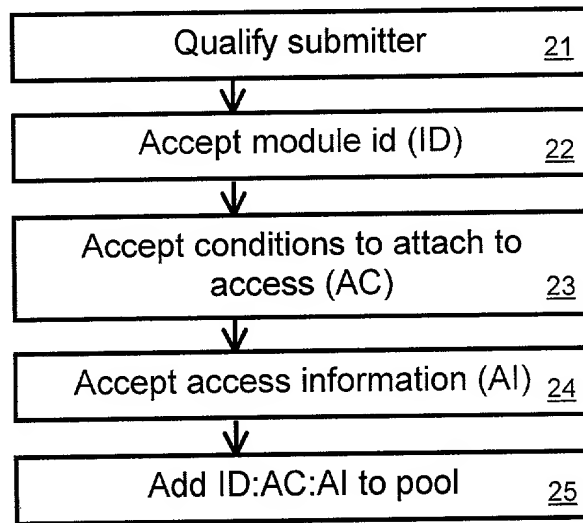 Qualify submitter 21
Accept module id (ID) 22
Accept conditions to attach to
access (AC) 23
Accept access information (AI) 24
Add ID:AC:AI to pool 25